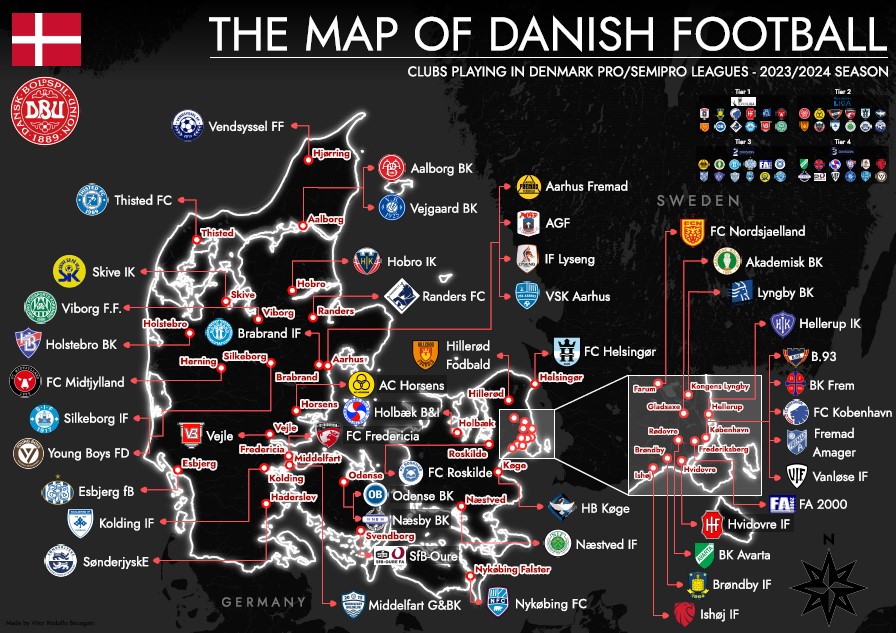 THE MAP OF DANISH FOOTBALL
CLUBS PLAYING IN DENMARK PRO/SEMIPRO LEAGUES - 2023/2024 SEASON
DANSK BOLDSPIL-UNION
DBU
1889
Tier 1
Tier 2
Tier 3
Tier 4
Vendsyssel FF
Hjørring
Aalborg BK
Vejgaard BK
Aalborg
Thisted FC
Thisted
Aarhus Fremad
AGF
IF Lyseng
VSK Aarhus
SWEDEN
FC Nordsjaelland
Akademisk BK
Lyngby BK
Hellerup IK
B.93
BK Frem
FC Kobenhavn
Fremad
Amager
Vanløse IF
FA 2000
Hvidovre IF
BK Avarta
Brøndby IF
Ishøj IF
Skive IK
Skive
Hobro IK
Hobro
Viborg F.F.
Viborg
Randers FC
Randers
Holstebro
Holstebro BK
Brabrand IF
Brabrand
Aarhus
Hørning
Silkeborg
FC Midtjylland
Silkeborg IF
Young Boys FD
Hillerød
Fodbald
Hillerød
FC Helsingør
Helsingør
AC Horsens
Horsens
Holbæk B&I
Holbæk
Vejle
Vejle
FC Fredericia
Fredericia
Middelfart
Roskilde
Køge
Esbjerg
Esbjerg fB
Kolding
Kolding IF
Haderslev
SønderjyskE
Odense
FC Roskilde
Odense BK
Næsby BK
Næstved
HB Køge
Næstved IF
Svendborg
SfB-Oure
Nykøbing Falster
Middelfart G&BK
Nykøbing FC
Farum
Kongens Lyngby
Gladsaxe
Hellerup
Rødovre
København
Brøndby
Frederiksberg
Ishøj
Hvidovre
GERMANY
N